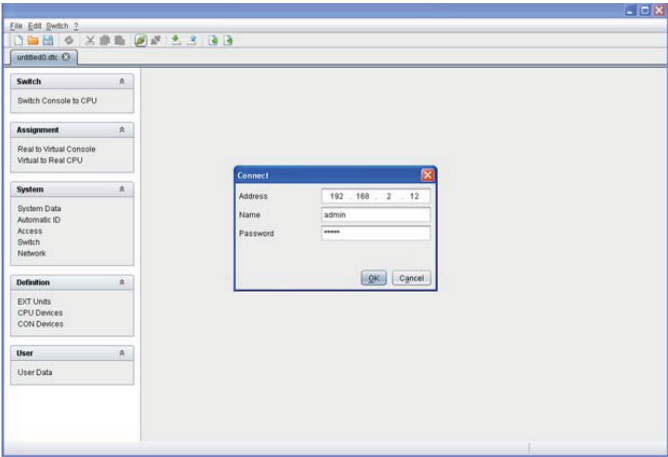 File Edit Switch ?
untitled0.dtc
Switch
Switch Console to CPU
Assignment
Real to Virtual Console
Virtual to Real CPU
System
System Data
Automatic ID
Access
Switch
Network
Definition
EXT Units
CPU Devices
CON Devices
User
User Data
Connect
Address 192 . 168 . 2 . 12
Name admin
Password *****
OK Cancel